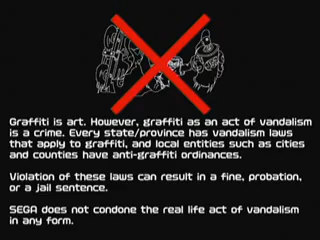 Graffiti is art. However, graffiti as an act of vandalism
is a crime. Every state/province has vandalism laws
that apply to graffiti, and local entities such as cities
and counties have anti-graffiti ordinances.
Violation of these laws can result in a fine, probation,
or a jail sentence.
SEGA does not condone the real life act of vandalism
in any form.